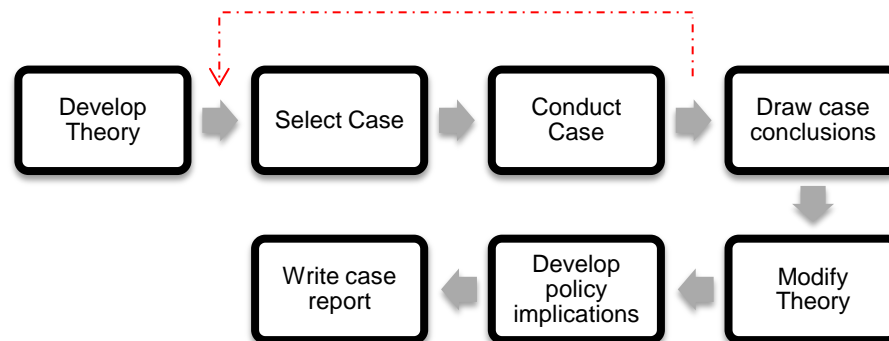 Develop
Theory
Select Case
Conduct
Case
Draw case
conclusions
Write case
report
Develop
policy
implications
Modify
Theory